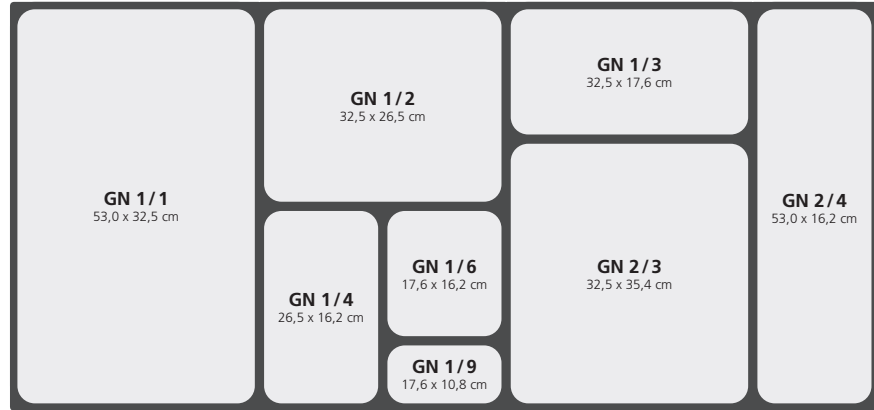 GN 1/1
53,0 x 32,5 cm
GN 1/2
32,5 x 26,5 cm
GN 1/4
26,5 x 16,2 cm
GN 1/6
17,6 x 16,2 cm
GN 1/9
17,6 x 10,8 cm
GN 1/3
32,5 x 17,6 cm
GN 2/3
32,5 x 35,4 cm
GN 2/4
53,0 x 16,2 cm